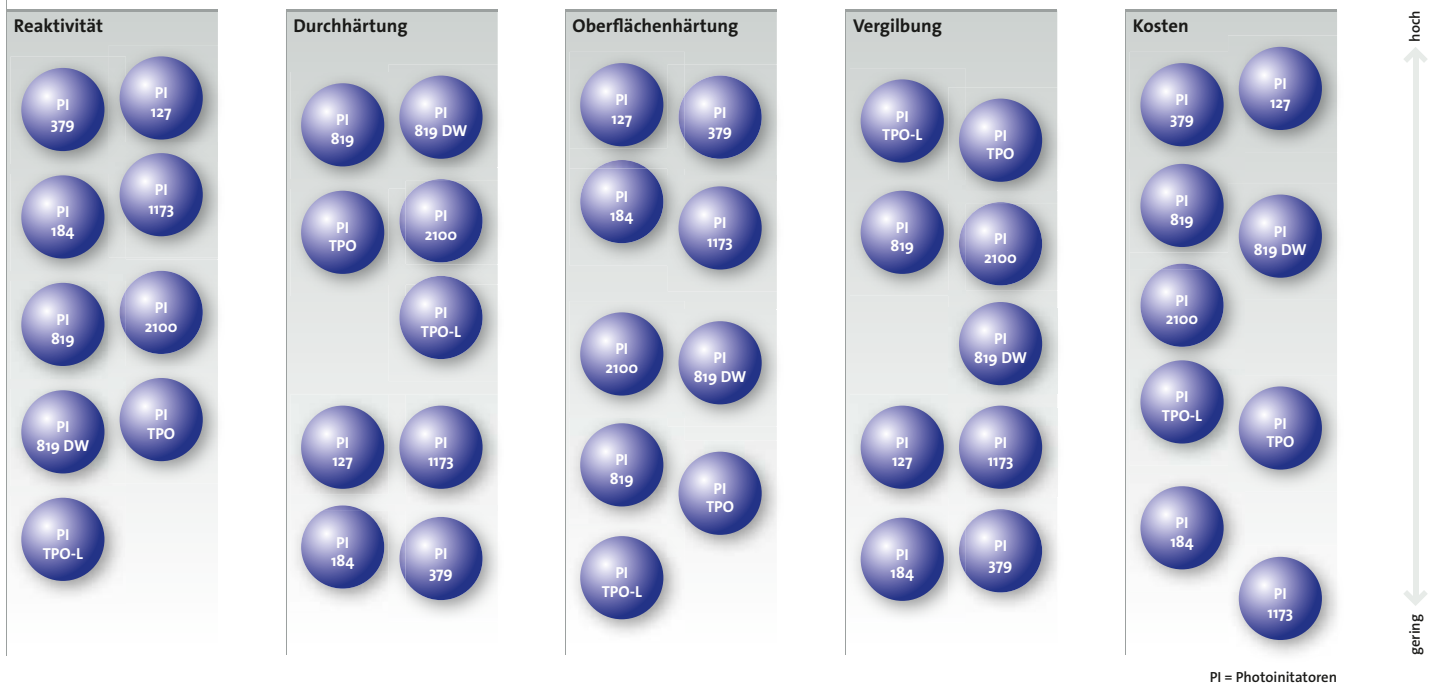 Reaktivität
PI
379
PI
127
PI
184
PI
1173
PI
819
PI
2100
PI
819 DW
PI
TPO
PI
TPO-L
Durchhärtung
PI
819
PI
819 DW
PI
TPO
PI
2100
PI
TPO-L
PI
127
PI
1173
PI
184
PI
379
Oberflächenhärtung
PI
127
PI
379
PI
184
PI
1173
PI
2100
PI
819 DW
PI
819
PI
TPO
PI
TPO-L
Vergilbung
PI
TPO-L
PI
TPO
PI
819
PI
2100
PI
819 DW
PI
127
PI
1173
PI
184
PI
379
Kosten
PI
379
PI
127
PI
819
PI
819 DW
PI
2100
PI
TPO-L
PI
TPO
PI
184
PI
1173
hoch
gering
PI = Photoinitatoren